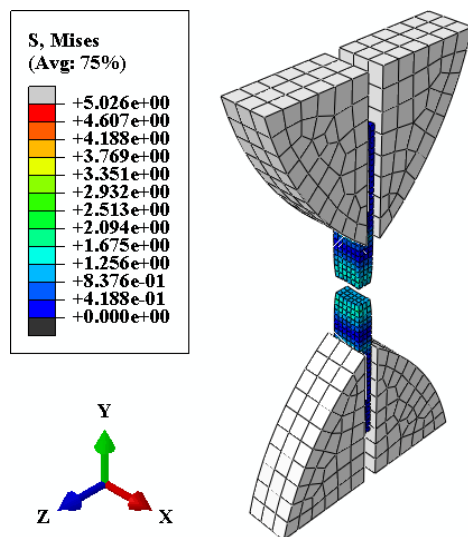 S, Mises
(Avg: 75%)
+5.026e+00
+4.607e+00
+4.188e+00
+3.769e+00
+3.351e+00
+2.932e+00
+2.513e+00
+2.094e+00
+1.675e+00
+1.256e+00
+8.376e-01
+4.188e-01
+0.000e+00
Y
Z
X